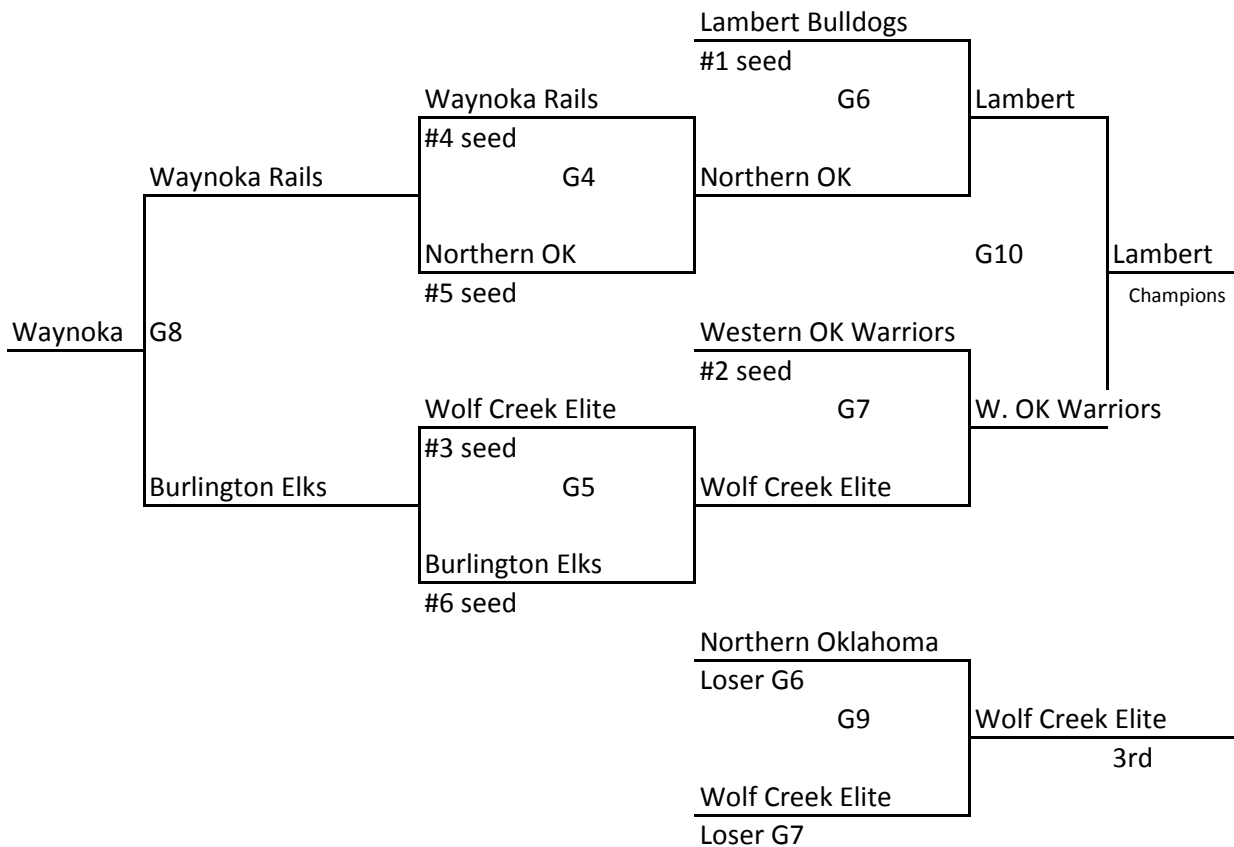 Lambert Bulldogs
#1 seed
Waynoka Rails
G6
Lambert
#4 seed
Waynoka Rails
G4
Northern OK
Northern OK
G10
Lambert
#5 seed
Champions
Waynoka
G8
Western OK Warriors
#2 seed
Wolf Creek Elite
G7
W. OK Warriors
#3 seed
Burlington Elks
G5
Wolf Creek Elite
Burlington Elks
#6 seed
Northern Oklahoma
Loser G6
G9
Wolf Creek Elite
3rd
Wolf Creek Elite
Loser G7